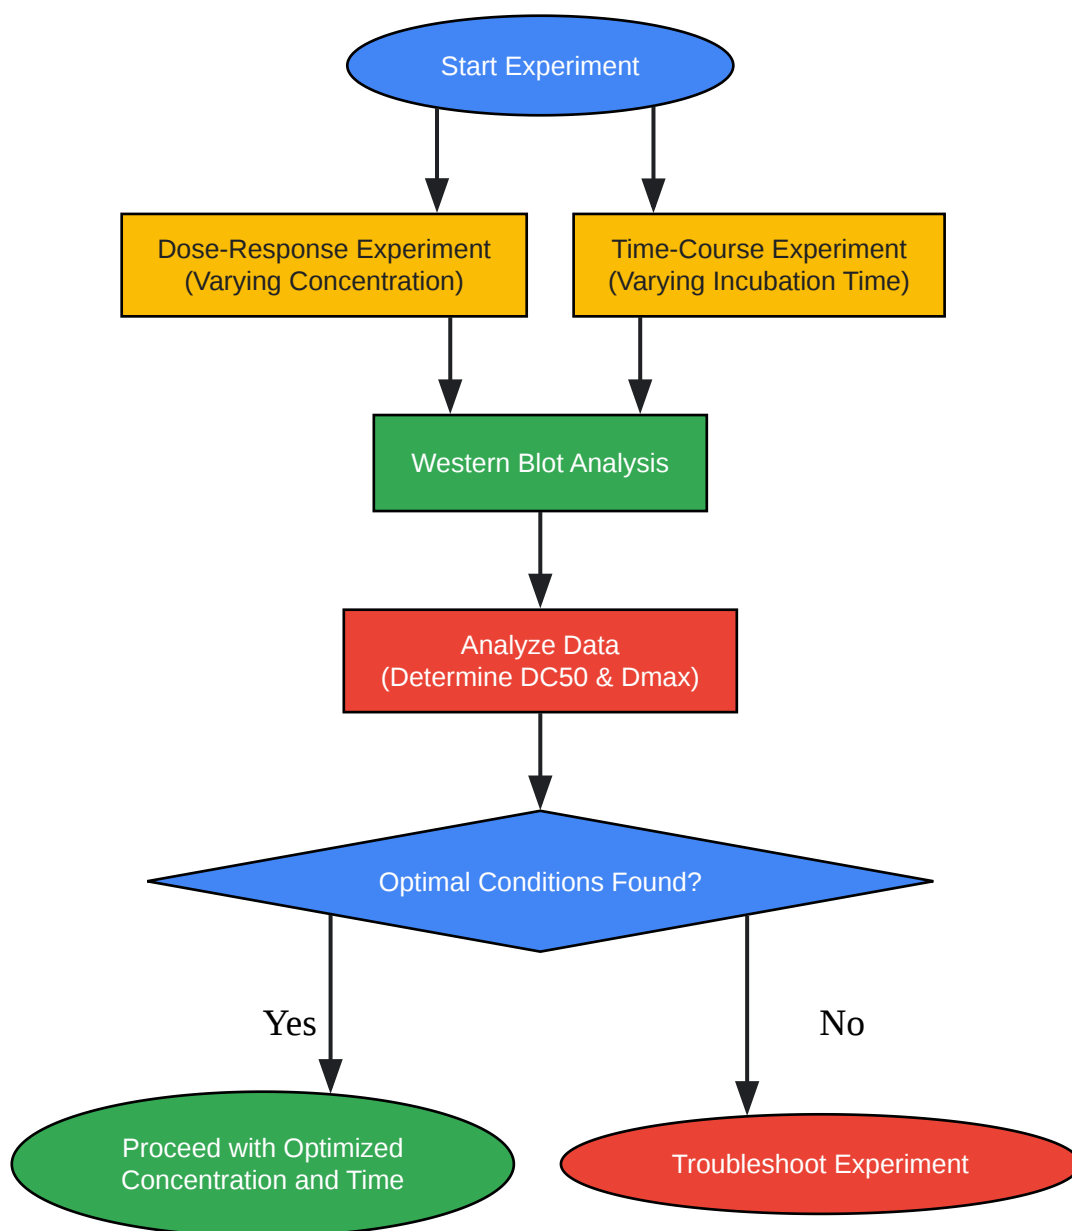 Start Experiment
Dose-Response Experiment
(Varying Concentration)
Time-Course Experiment
(Varying Incubation Time)
Western Blot Analysis
Analyze Data
(Determine DC50 & Dmax)
Optimal Conditions Found?
Yes
No
Proceed with Optimized
Concentration and Time
Troubleshoot Experiment